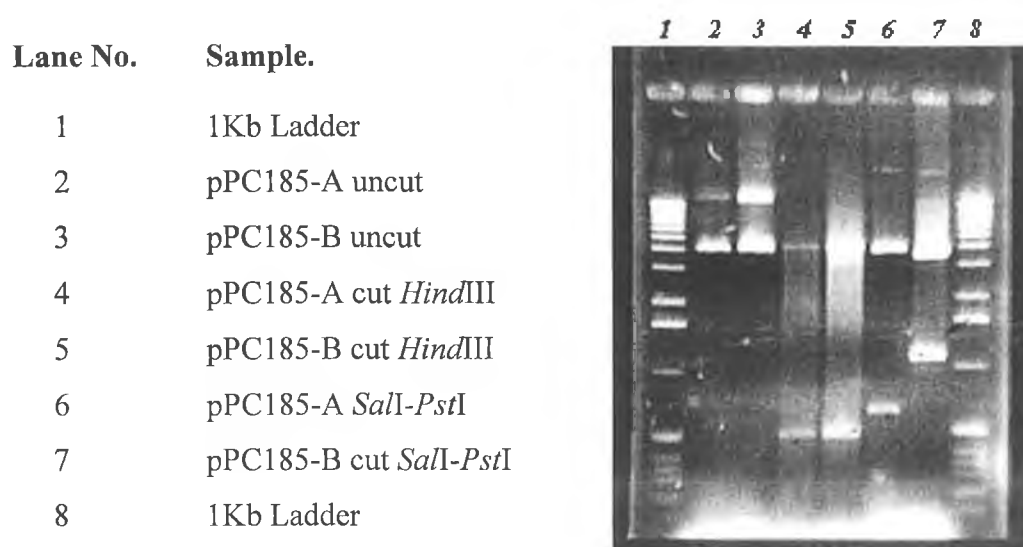 1 2 3 4 5 6 7 8
Lane No. Sample.
1 1Kb Ladder
2 pPC185-A uncut
3 pPC185-B uncut
4 pPC185-A cut HindIII
5 pPC185-B cut HindIII
6 pPC185-A SalI-PstI
7 pPC185-B cut SalI-PstI
8 1Kb Ladder